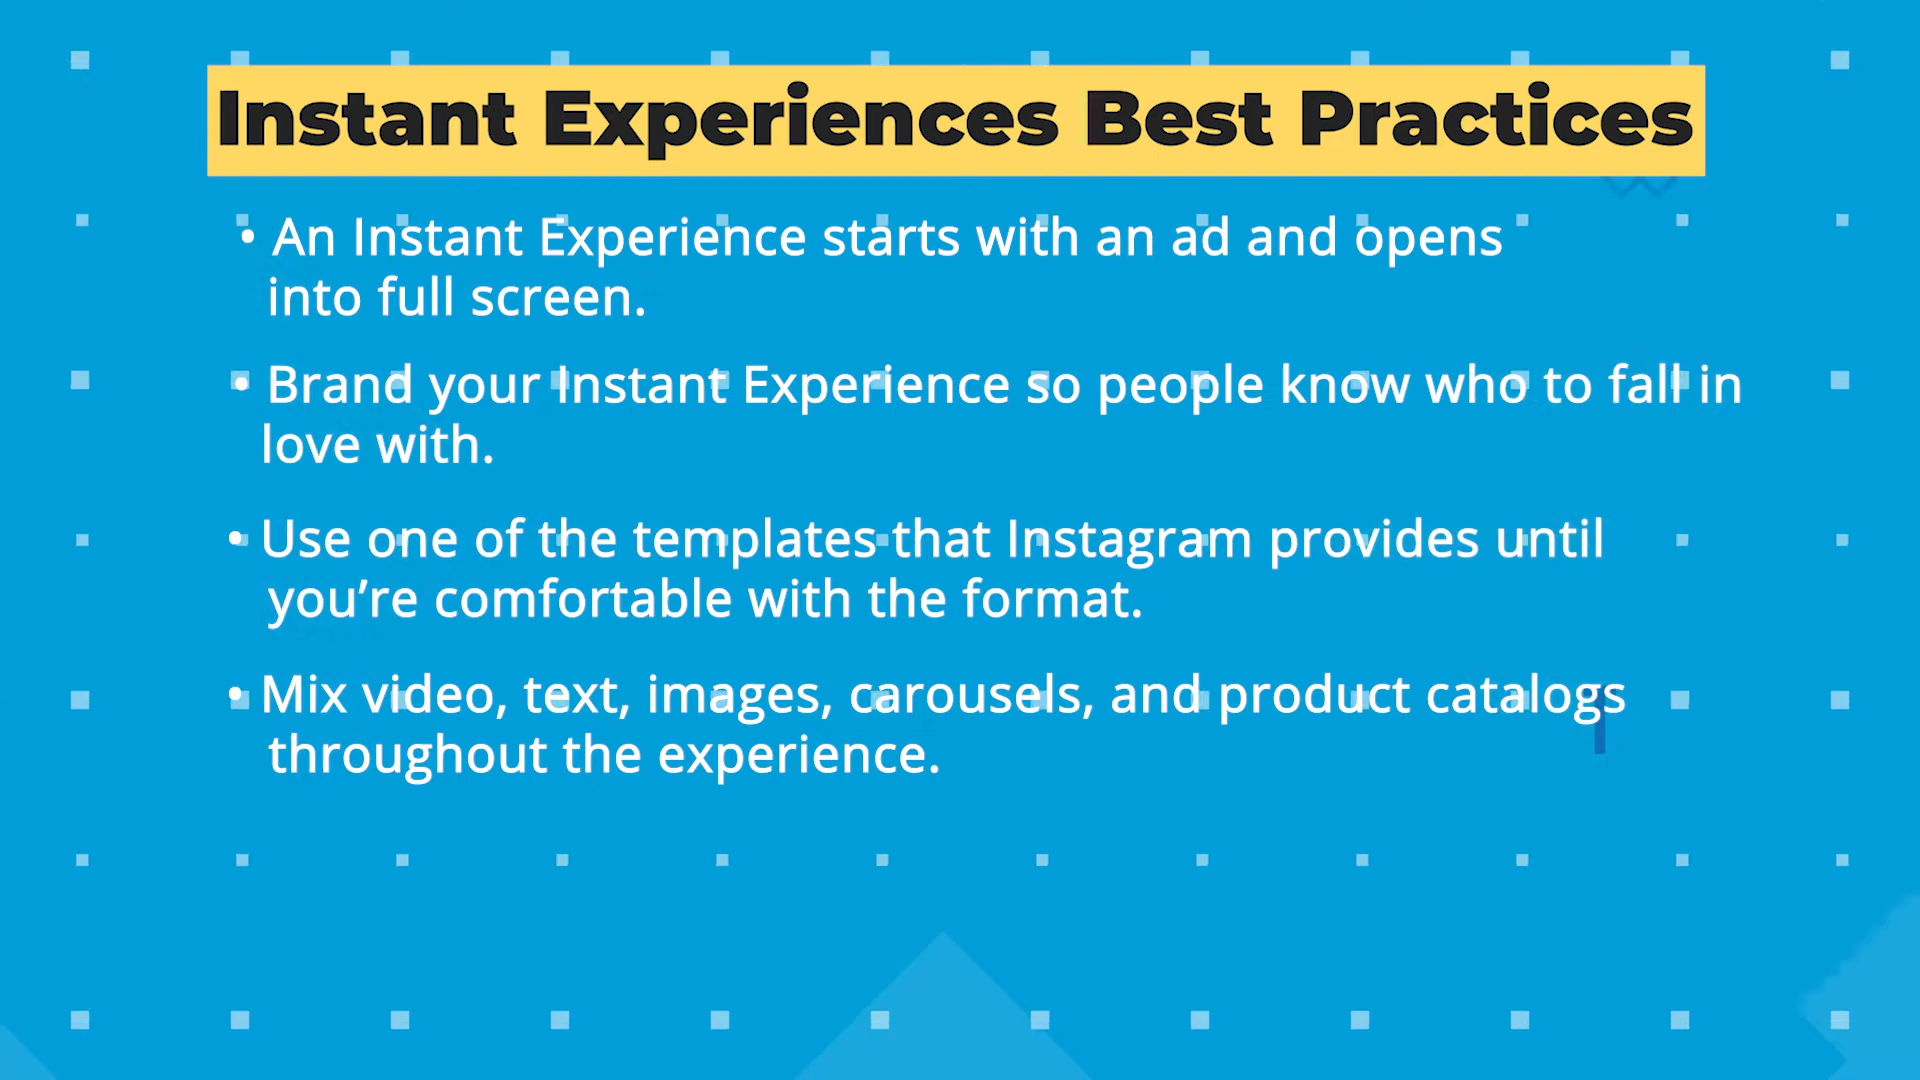 Instant Experiences Best Practices
• An Instant Experience starts with an ad and opens
into full screen.
• Brand your Instant Experience so people know who to fall in
love with.
• Use one of the templates that Instagram provides until
you’re comfortable with the format.
• Mix video, text, images, carousels, and product catalogs
throughout the experience.